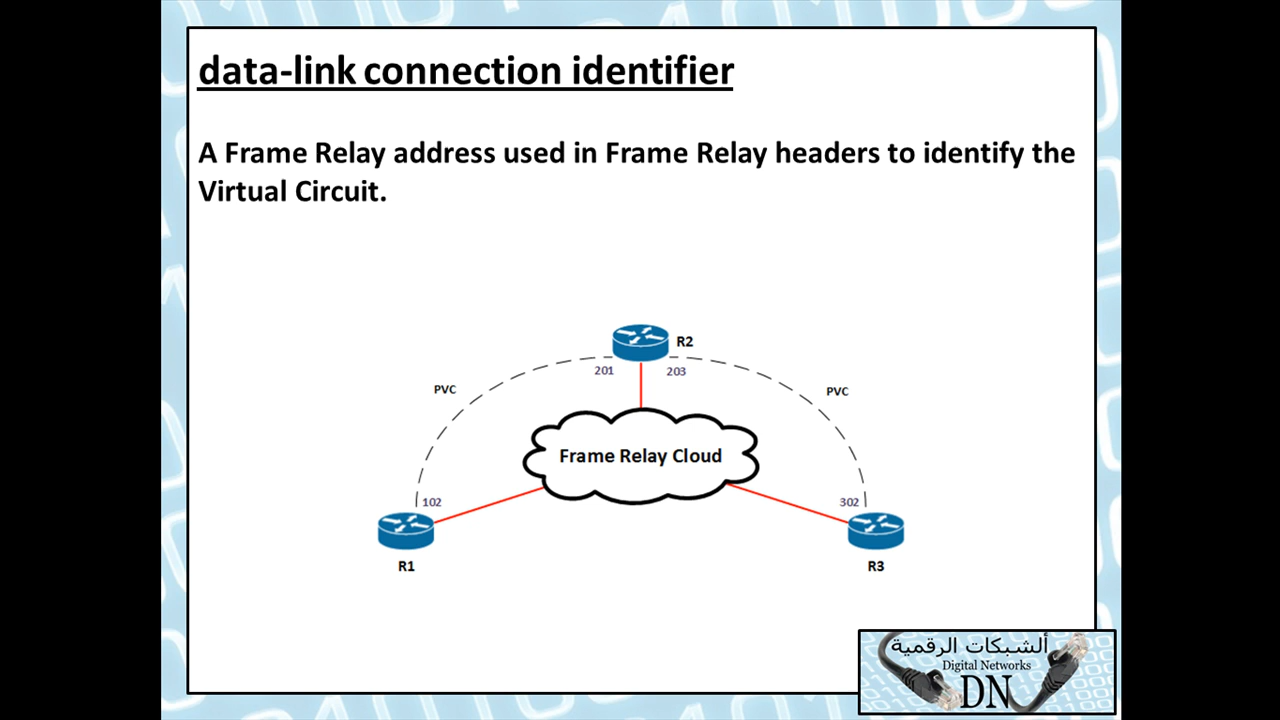 data-link connection identifier
A Frame Relay address used in Frame Relay headers to identify the
Virtual Circuit.
R2
201
203
PVC
PVC
Frame Relay Cloud
102
302
R1
R3
ألشبكات الرقمية
Digital Networks
DN